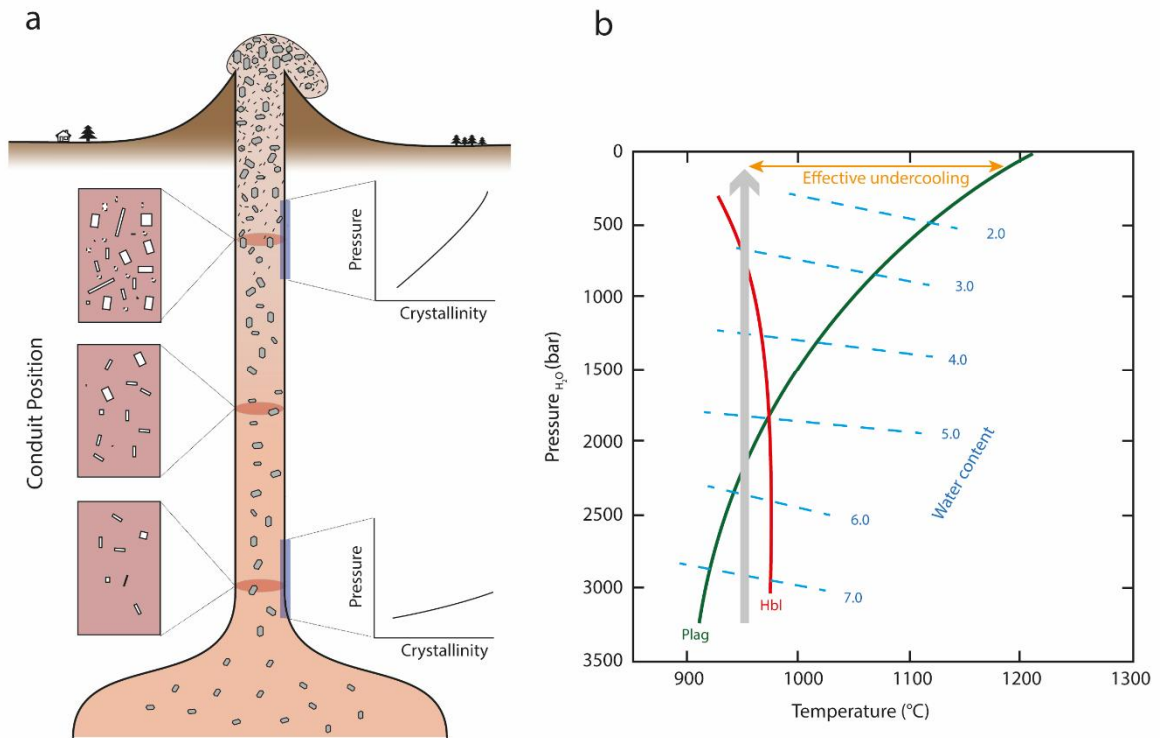 a
Pressure
Crystallinity
Conduit Position
Pressure
Crystallinity
b
0
500
1000
1500
2000
2500
3000
3500
Pressure H₂O (bar)
Effective undercooling
2.0
3.0
4.0
5.0
6.0
7.0
Water content
Hbl
Plag
900
1000
1100
1200
1300
Temperature (°C)